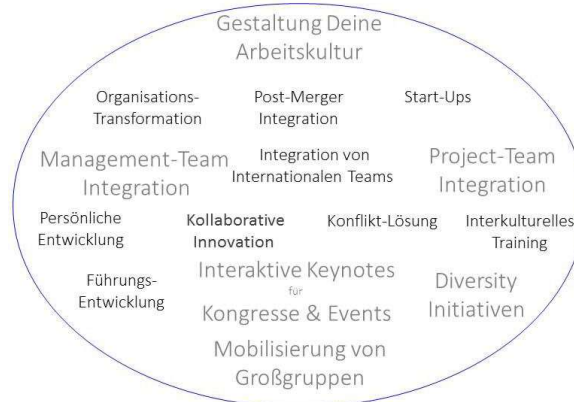 Gestaltung Deine
Arbeitskultur
Organisations-
Transformation
Post-Merger
Integration
Start-Ups
Management-Team
Integration
Integration von
Internationalen Teams
Project-Team
Integration
Persönliche
Entwicklung
Kollaborative
Innovation
Konflikt-Lösung
Interkulturelles
Training
Führungs-
Entwicklung
Interaktive Keynotes
für
Kongresse & Events
Diversity
Initiativen
Mobilisierung von
Großgruppen